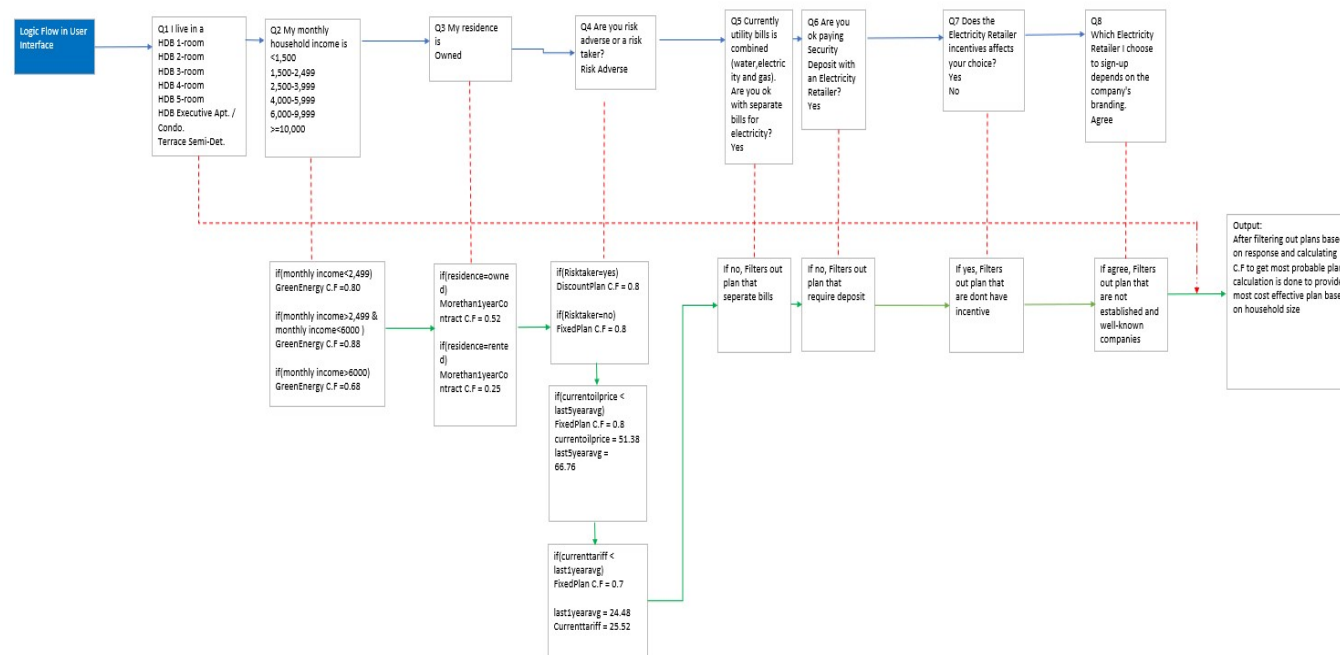 Logic Flow in User
Interface
Q1 I live in a
HDB 1-room
HDB 2-room
HDB 3-room
HDB 4-room
HDB 5-room
HDB Executive Apt. /
Condo.
Terrace Semi-Det.
Q2 My monthly
household income is
<1,500
1,500-2,499
2,500-3,999
4,000-5,999
6,000-9,999
>=10,000
Q3 My residence
is
Owned
Q4 Are you risk
adverse or a risk
taker?
Risk Adverse
Q5 Currently
utility bills is
combined
(water,electric
ity and gas).
Are you ok
with separate
bills for
electricity?
Yes
Q6 Are you
ok paying
Security
Deposit with
an Electricity
Retailer?
Yes
Q7 Does the
Electricity Retailer
incentives affects
your choice?
Yes
No
Q8
Which Electricity
Retailer I choose
to sign-up
depends on the
company's
branding.
Agree
if(monthly income<2,499)
GreenEnergy C.F =0.80
if(monthly income>2,499 &
monthly income<6000 )
GreenEnergy C.F =0.88
if(monthly income>6000)
GreenEnergy C.F =0.68
if(residence=owne
d)
Morethan1yearCo
ntract C.F = 0.52
if(residence=rente
d)
Morethan1yearCo
ntract C.F = 0.25
if(Risktaker=yes)
DiscountPlan C.F = 0.8
if(Risktaker=no)
FixedPlan C.F = 0.8
if(currentoilprice <
last5yearavg)
FixedPlan C.F = 0.8
currentoilprice = 51.38
last5yearavg =
66.76
if(currenttariff <
last1yearavg)
FixedPlan C.F = 0.7
last1yearavg = 24.48
Currenttariff = 25.52
If no, Filters out
plan that
seperate bills
If no, Filters out
plan that
require deposit
If yes, Filters
out plan that
are dont have
incentive
If agree, Filters
out plan that
are not
established and
well-known
companies
Output:
After filtering out plans base
on response and calculating
C.F to get most probable plan
calculation is done to provide
most cost effective plan base
on household size